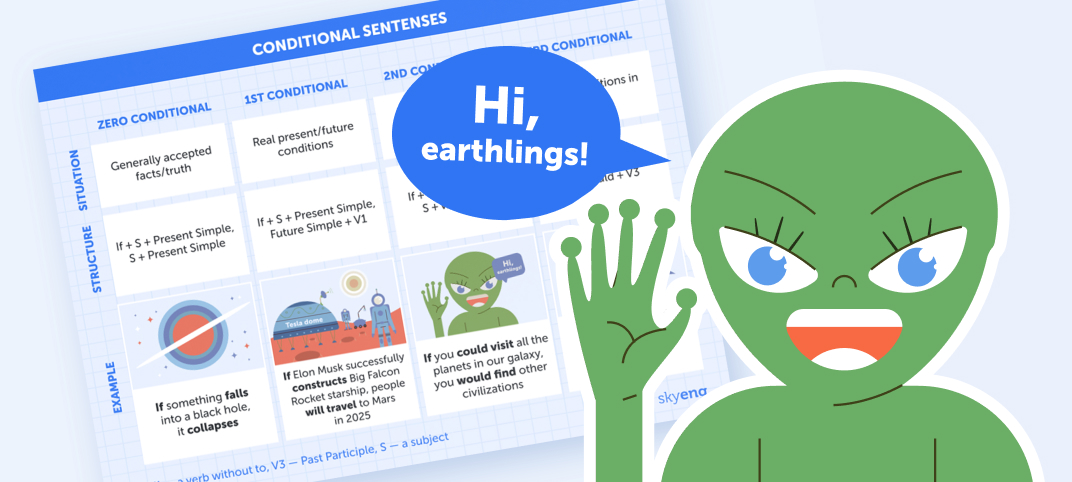 CONDITIONAL SENTENSES
ZERO CONDITIONAL
1ST CONDITIONAL
2ND
CONDITIONAL
SITUATION
Generally accepted
facts/truth
Real present/future
conditions
in
STRUCTURE
If + S + Present Simple,
S + Present Simple
If + S + Present Simple,
Future Simple + V1
If +
S +
+ V3
EXAMPLE
Tesla dome
Hi,
earthlings!
If something falls
into a black hole,
it collapses
If Elon Musk successfully
constructs Big Falcon
Rocket starship, people
will travel to Mars
in 2025
If you could visit all the
planets in our galaxy,
you would find other
civilizations
a verb without to, V3 — Past Participle, S — a subject
skyeng
Hi,
earthlings!